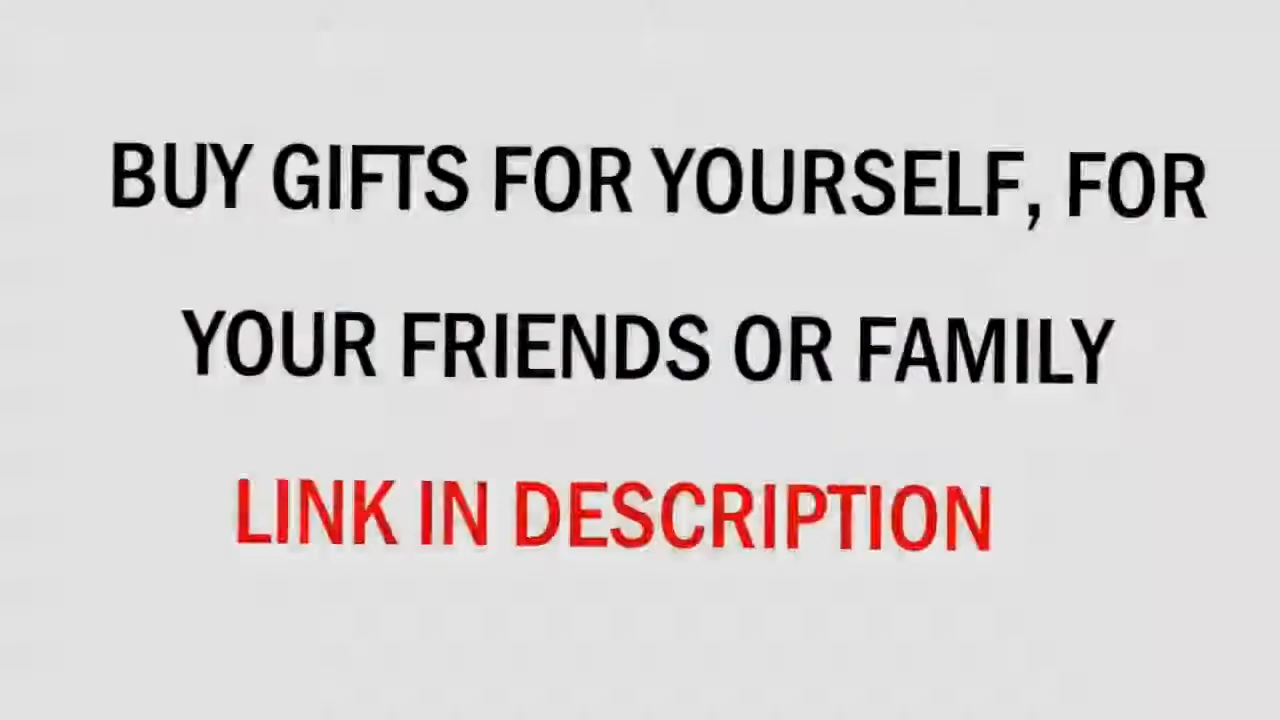 BUY GIFTS FOR YOURSELF, FOR
YOUR FRIENDS OR FAMILY
LINK IN DESCRIPTION